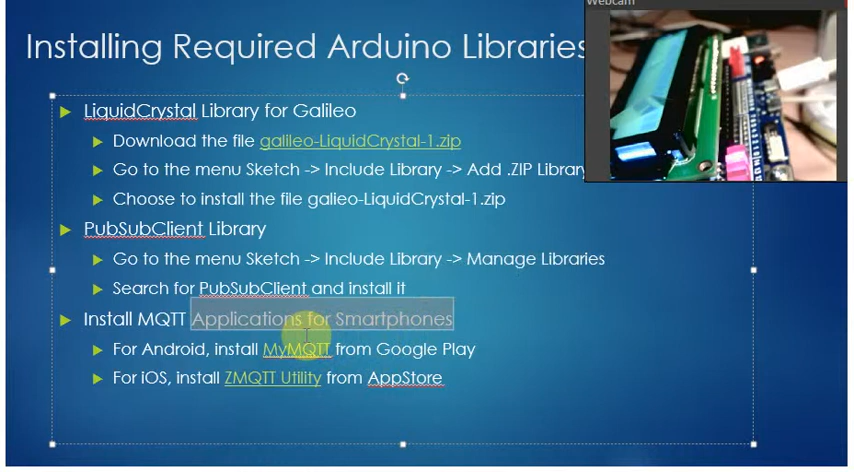 Webcam
Installing Required Arduino Libraries
LiquidCrystal Library for Galileo
Download the file galileo-LiquidCrystal-1.zip
Go to the menu Sketch -> Include Library -> Add .ZIP Library
Choose to install the file galieo-LiquidCrystal-1.zip
PubSubClient Library
Go to the menu Sketch -> Include Library -> Manage Libraries
Search for PubSubClient and install it
Install MQTT Applications for Smartphones
For Android, install MyMQTT from Google Play
For iOS, install ZMQTT Utility from AppStore